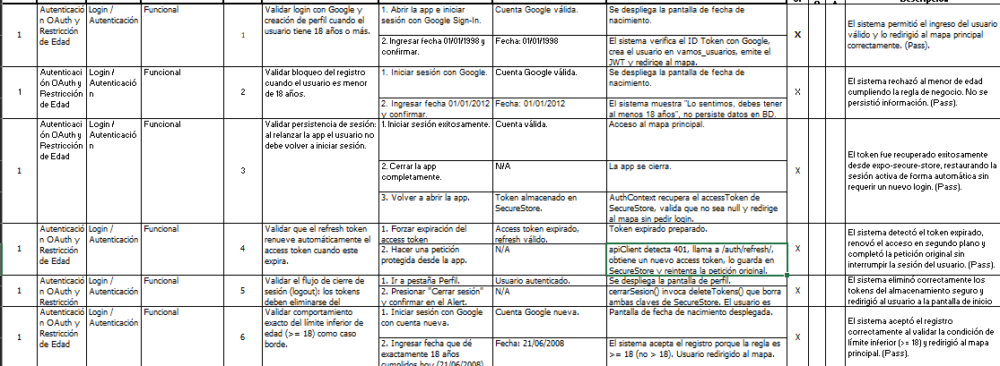 Descripción
1
Autenticaci
ón OAuth y
Restricción
de Edad
Login /
Autenticació
n
Funcional
1
Validar login con Google y
creación de perfil cuando el
usuario tiene 18 años o más.
1. Abrir la app e iniciar
sesión con Google Sign-In.
Cuenta Google válida.
Se despliega la pantalla de fecha de
nacimiento.
2. Ingresar fecha 01/01/1998 y
confirmar.
Fecha: 01/01/1998
El sistema verifica el ID Token con Google,
crea el usuario en vamos_usuarios, emite el
JWT y redirige al mapa.
X
El sistema permitió el ingreso del usuario
válido y lo redirigió al mapa principal
correctamente. (Pass).
1
Autenticaci
ón OAuth y
Restricción
de Edad
Login /
Autenticació
n
Funcional
2
Validar bloqueo del registro
cuando el usuario es menor
de 18 años.
1. Iniciar sesión con Google.
Cuenta Google válida.
Se despliega la pantalla de fecha de
nacimiento.
2. Ingresar fecha 01/01/2012
y confirmar.
Fecha: 01/01/2012
El sistema muestra "Lo sentimos, debes tener
al menos 18 años", no persiste datos en BD.
X
El sistema rechazó al menor de edad
cumpliendo la regla de negocio. No se
persistió información. (Pass).
1
Autenticaci
ón OAuth y
Restricción
de Edad
Login /
Autenticació
n
Funcional
3
Validar persistencia de sesión:
al relanzar la app el usuario no
debe volver a iniciar sesión.
1. Iniciar sesión exitosamente.
Cuenta válida.
Acceso al mapa principal.
2. Cerrar la app
completamente.
N/A
La app se cierra.
3. Volver a abrir la app.
Token almacenado en
SecureStore.
AuthContext recupera el accessToken de
SecureStore, valida que no sea null y redirige
al mapa sin pedir login.
X
El token fue recuperado exitosamente
desde expo-secure-store, restaurando la
sesión activa de forma automática sin
requerir un nuevo login. (Pass).
1
Autenticaci
ón OAuth y
Restricción
de Edad
Login /
Autenticación
Funcional
4
Validar que el refresh token
renueve automáticamente el
access token cuando este
expira.
1. Forzar expiración del
access token
Access token expirado,
refresh válido.
Token expirado preparado.
2. Hacer una petición
protegida desde la app.
N/A
apiClient detecta 401, llama a /auth/refresh/,
obtiene un nuevo access token, lo guarda en
SecureStore y reintenta la petición original.
X
El sistema detectó el token expirado,
renovó el acceso en segundo plano y
completó la petición original sin
interrumpir la sesión del usuario. (Pass).
1
Autenticaci
ón OAuth y
Restricción
Login /
Autenticación
Funcional
5
Validar el flujo de cierre de
sesión (logout): los tokens
deben eliminarse del
1. Ir a pestaña Perfil.
Usuario autenticado.
Se despliega la pantalla de perfil.
2. Presionar "Cerrar sesión"
y confirmar en el Alert.
N/A
cerrarSesion() invoca deleteTokens() que borra
ambas claves de SecureStore. El usuario es
X
El sistema eliminó correctamente los
tokens del almacenamiento seguro y
redirigió al usuario a la pantalla de inicio
1
Autenticaci
ón OAuth y
Restricción
de Edad
Login /
Autenticación
Funcional
6
Validar comportamiento
exacto del límite inferior de
edad (>= 18) como caso
borde.
1. Iniciar sesión con Google
con cuenta nueva.
Cuenta Google nueva.
Pantalla de fecha de nacimiento desplegada.
2. Ingresar fecha que dé
exactamente 18 años
cumplidos hoy (21/06/2008)
Fecha: 21/06/2008
El sistema acepta el registro porque la regla es
>= 18 (no > 18). Usuario redirigido al mapa.
X
El sistema aceptó el registro
correctamente al validar la condición de
límite inferior (>= 18) y redirigió al mapa
principal. (Pass).